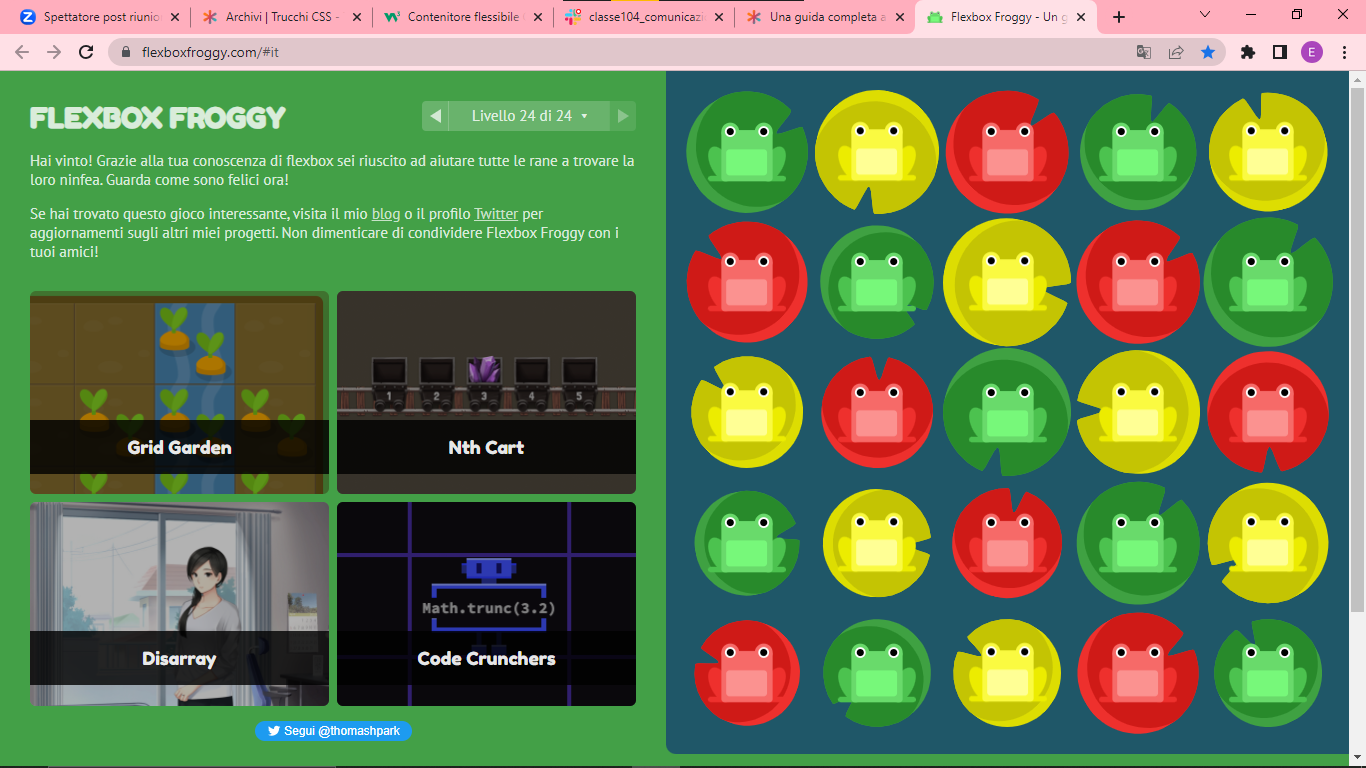 Spettatore post riunio
Archivi | Trucchi CSS -
Contenitore flessibile
classe104_comunicazi
Una guida completa a
Flexbox Froggy - Un g
flexboxfroggy.com/#it
E
FLEXBOX FROGGY
Livello 24 di 24
Hai vinto! Grazie alla tua conoscenza di flexbox sei riuscito ad aiutare tutte le rane a trovare la
loro ninfea. Guarda come sono felici ora!
Se hai trovato questo gioco interessante, visita il mio blog o il profilo Twitter per
aggiornamenti sugli altri miei progetti. Non dimenticare di condividere Flexbox Froggy con i
tuoi amici!
1 2 3 4 5
Grid Garden
Nth Cart
Math.trunc(3.2)
Disarray
Code Crunchers
Segui @thomashpark